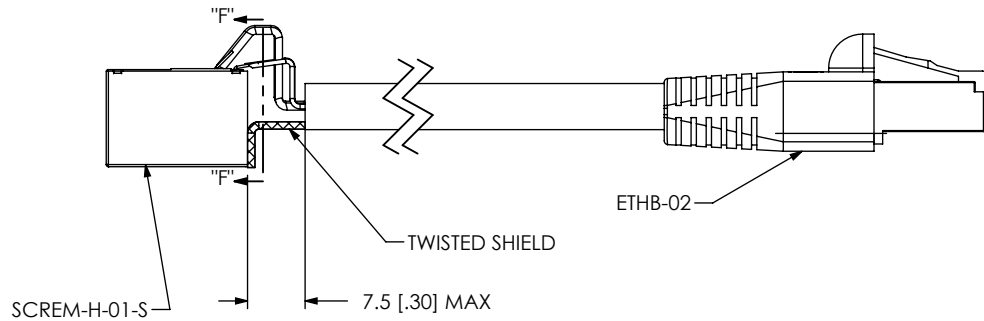 "F"
ETHB-02
"F"
TWISTED SHIELD
7.5 [.30] MAX
SCREM-H-01-S